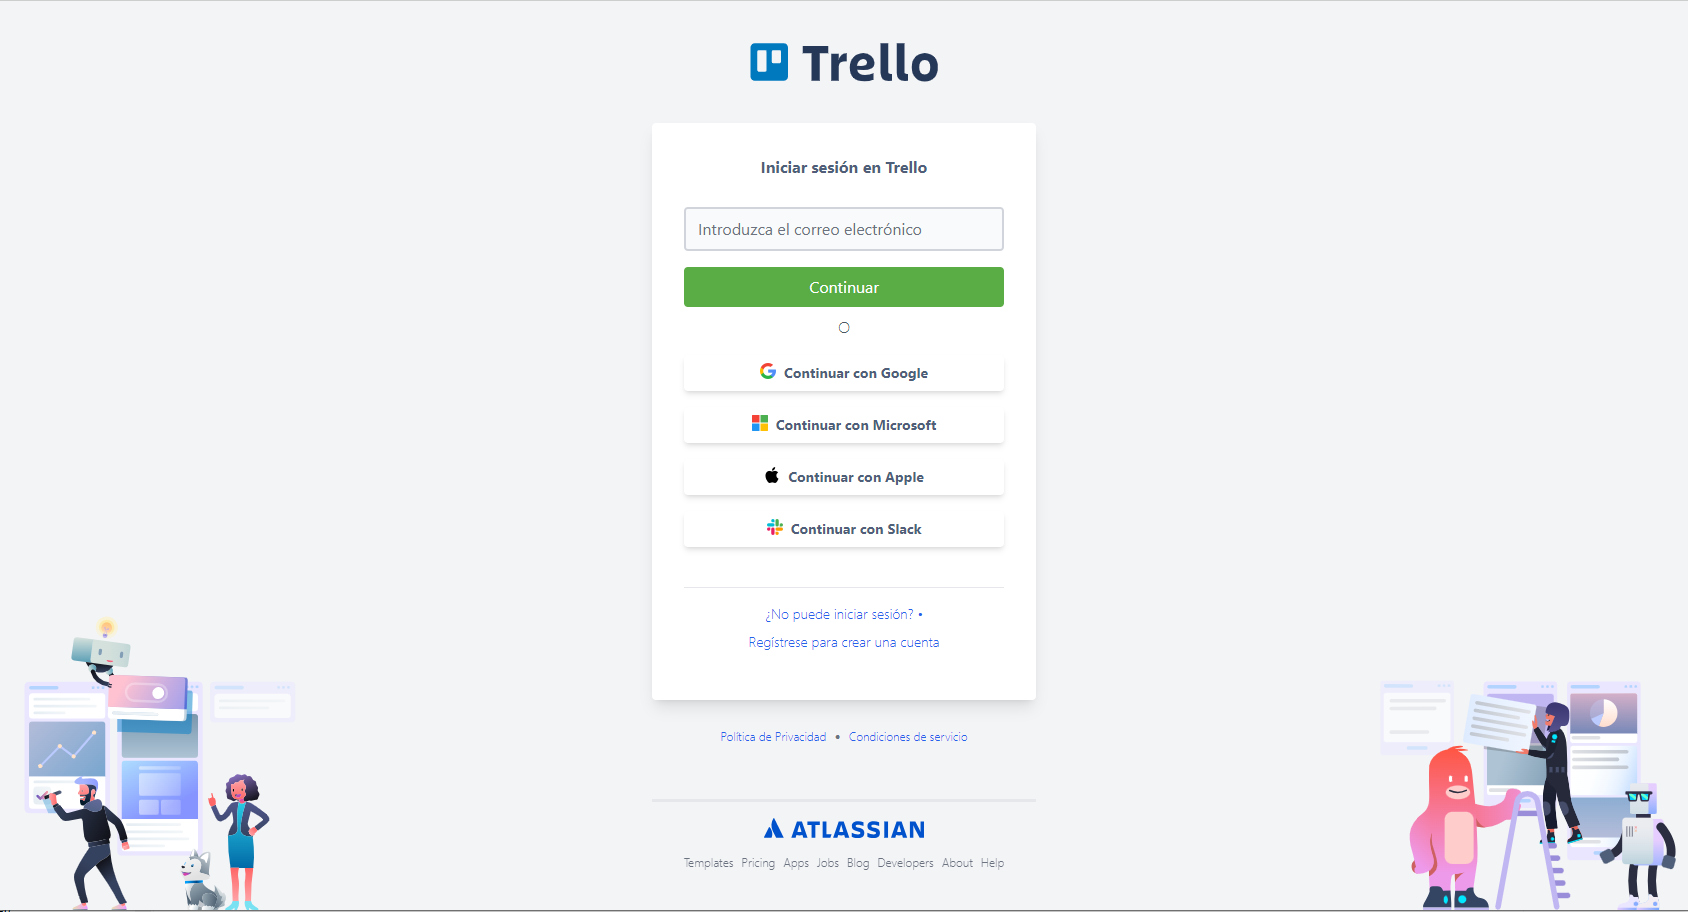 Trello
Iniciar sesión en Trello
Introduzca el correo electrónico
Continuar
O
Continuar con Google
Continuar con Microsoft
Continuar con Apple
Continuar con Slack
¿No puede iniciar sesión? •
Regístrese para crear una cuenta
Política de Privacidad • Condiciones de servicio
ATLASSIAN
Templates Pricing Apps Jobs Blog Developers About Help